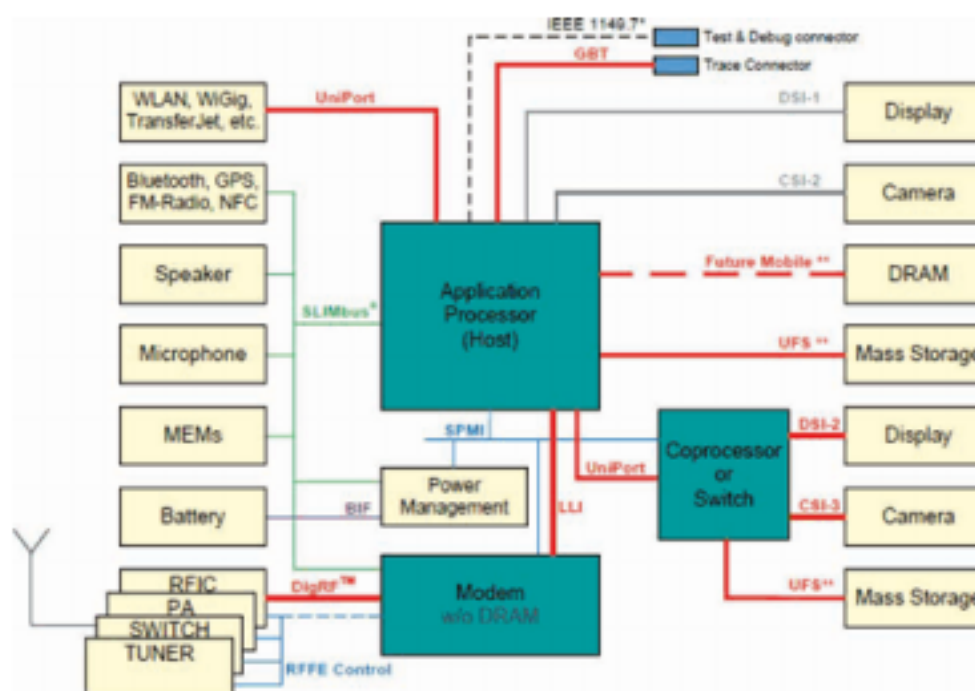 IEEE 1149.7*
Test & Debug connector
GBT
Trace Connector
WLAN, WiGig,
TransferJet, etc.
UniPort
DSI-1
Display
Bluetooth, GPS,
FM-Radio, NFC
CSI-2
Camera
Speaker
SLIMbus®
Application
Processor
(Host)
Future Mobile **
DRAM
Microphone
UFS **
Mass Storage
MEMs
SPMI
UniPort
Coprocessor
or
Switch
DSI-2
Display
Battery
BIF
Power
Management
LLI
CSI-3
Camera
RFIC
PA
SWITCH
TUNER
DigRF™
Modem
w/o DRAM
UFS**
Mass Storage
RFFE Control